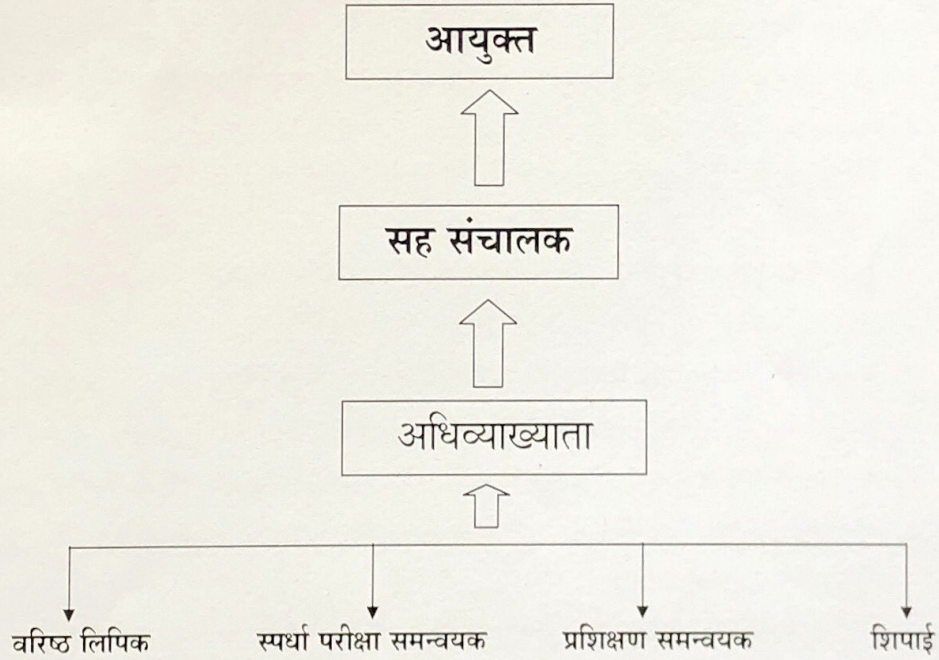 आयुक्त
सह संचालक
अधिव्याख्याता
वरिष्ठ लिपिक स्पर्धा परीक्षा समन्वयक प्रशिक्षण समन्वयक शिपाई